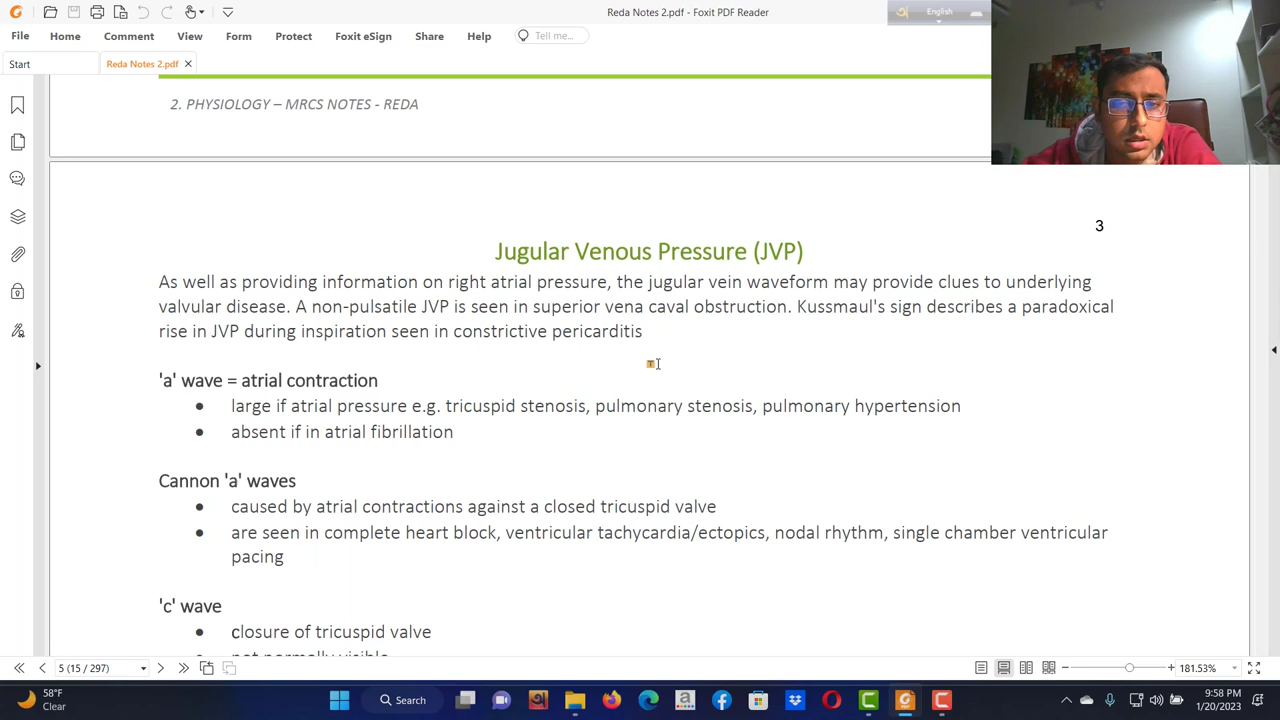 Reda Notes 2.pdf - Foxit PDF Reader
English
File Home Comment View Form Protect Foxit eSign Share Help Tell me...
Start Reda Notes 2.pdf
2. PHYSIOLOGY – MRCS NOTES - REDA
3
Jugular Venous Pressure (JVP)
As well as providing information on right atrial pressure, the jugular vein waveform may provide clues to underlying
valvular disease. A non-pulsatile JVP is seen in superior vena caval obstruction. Kussmaul's sign describes a paradoxical
rise in JVP during inspiration seen in constrictive pericarditis
'a' wave = atrial contraction
• large if atrial pressure e.g. tricuspid stenosis, pulmonary stenosis, pulmonary hypertension
• absent if in atrial fibrillation
Cannon 'a' waves
• caused by atrial contractions against a closed tricuspid valve
• are seen in complete heart block, ventricular tachycardia/ectopics, nodal rhythm, single chamber ventricular
pacing
'c' wave
• closure of tricuspid valve
not normally visible
5 (15 / 297) 181.53%
58°F
Clear
Search
9:58 PM
1/20/2023